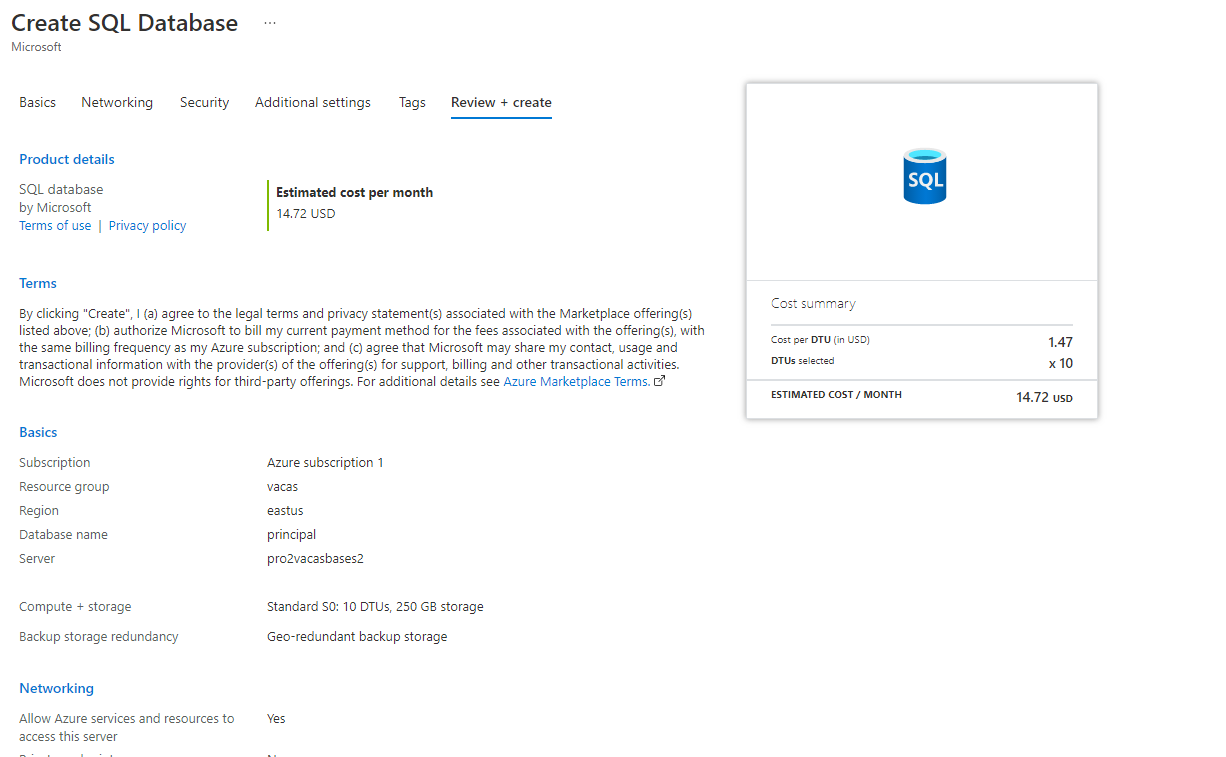 Create SQL Database ...
Microsoft
Basics Networking Security Additional settings Tags Review + create
Product details
SQL database
by Microsoft
Terms of use | Privacy policy
Estimated cost per month
14.72 USD
Terms
By clicking "Create", I (a) agree to the legal terms and privacy statement(s) associated with the Marketplace offering(s)
listed above; (b) authorize Microsoft to bill my current payment method for the fees associated with the offering(s), with
the same billing frequency as my Azure subscription; and (c) agree that Microsoft may share my contact, usage and
transactional information with the provider(s) of the offering(s) for support, billing and other transactional activities.
Microsoft does not provide rights for third-party offerings. For additional details see Azure Marketplace Terms.
Basics
Subscription Azure subscription 1
Resource group vacas
Region eastus
Database name principal
Server pro2vacasbases2
Compute + storage Standard S0: 10 DTUs, 250 GB storage
Backup storage redundancy Geo-redundant backup storage
Networking
Allow Azure services and resources to
access this server
Yes
SQL
Cost summary
Cost per DTU (in USD) 1.47
DTUs selected x 10
ESTIMATED COST / MONTH 14.72 USD